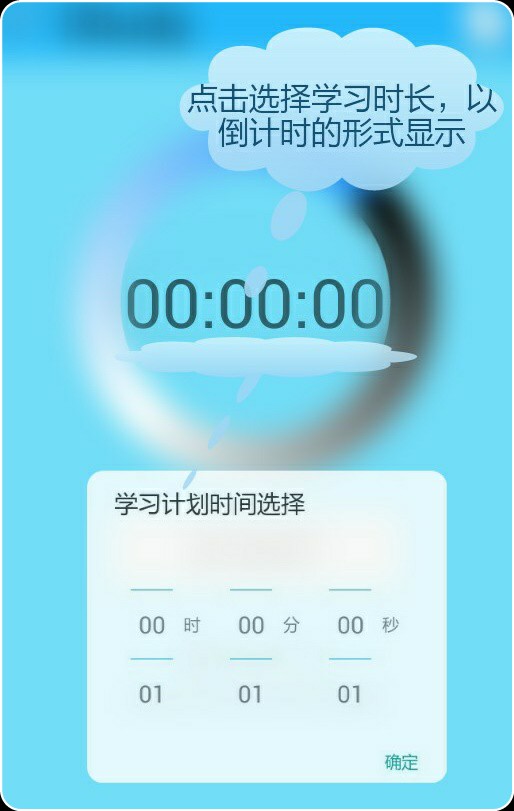 点击选择学习时长，以
倒计时的形式显示
00:00:00
学习计划时间选择
00 时 00 分 00 秒
01 01 01
确定